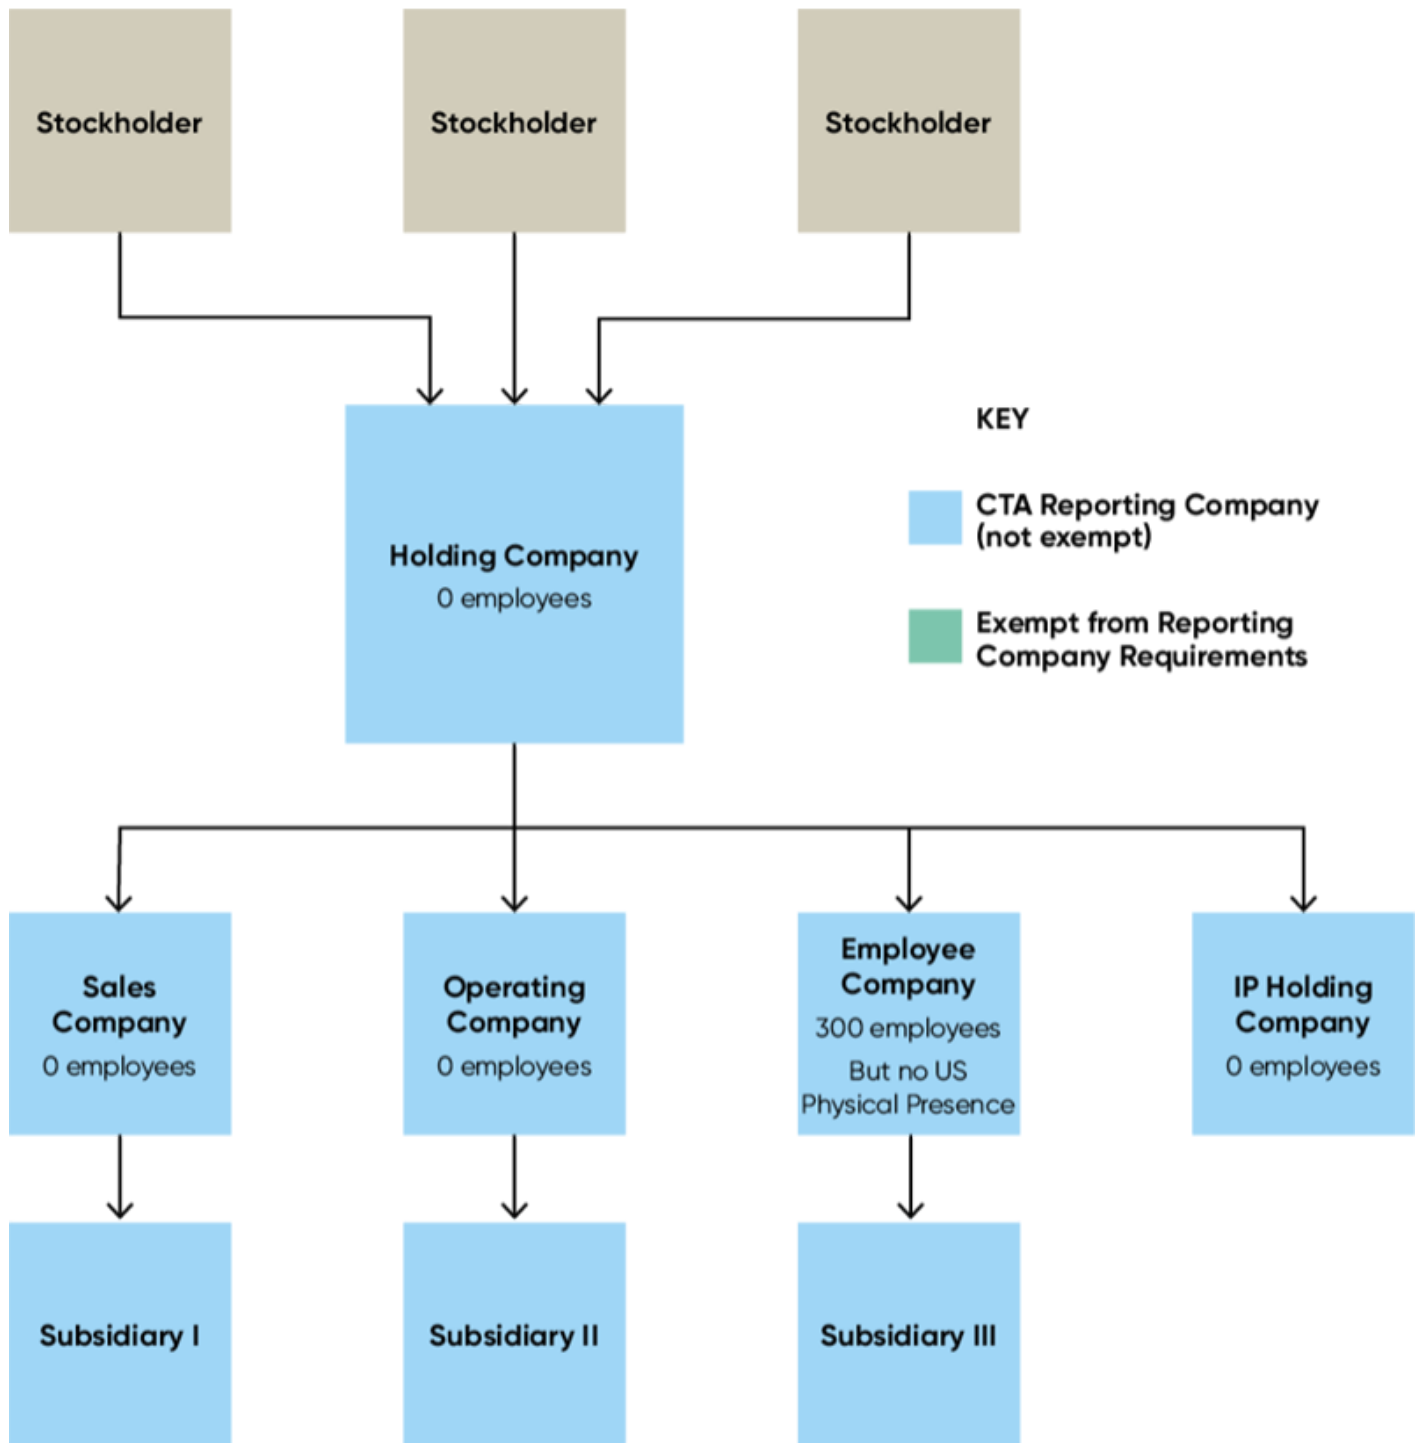 Stockholder
Stockholder
Stockholder
Holding Company
0 employees
KEY
CTA Reporting Company
(not exempt)
Exempt from Reporting
Company Requirements
Sales
Company
0 employees
Operating
Company
0 employees
Employee
Company
300 employees
But no US
Physical Presence
IP Holding
Company
0 employees
Subsidiary I
Subsidiary II
Subsidiary III